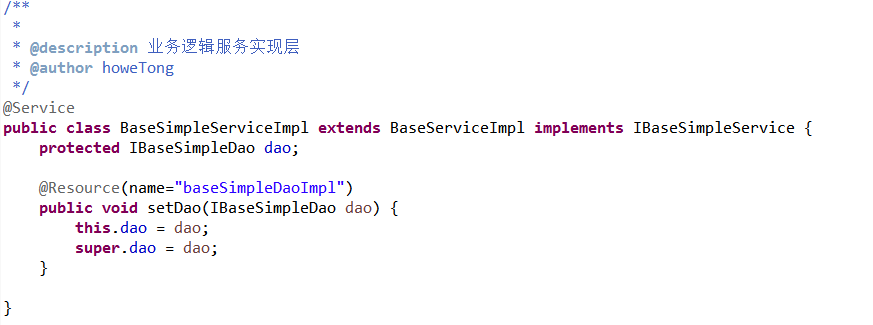 /**
 *
 * @description 业务逻辑服务实现层
 * @author howeTong
 */
@Service
public class BaseSimpleServiceImpl extends BaseServiceImpl implements IBaseSimpleService {
    protected IBaseSimpleDao dao;

    @Resource(name="baseSimpleDaoImpl")
    public void setDao(IBaseSimpleDao dao) {
        this.dao = dao;
        super.dao = dao;
    }

}